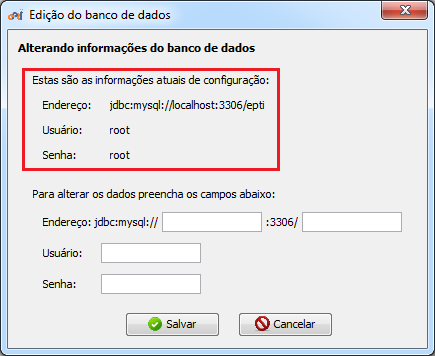 Edição do banco de dados
Alterando informações do banco de dados
Estas são as informações atuais de configuração:
Endereço: jdbc:mysql://localhost:3306/epti
Usuário: root
Senha: root
Para alterar os dados preencha os campos abaixo:
Endereço: jdbc:mysql:// :3306/
Usuário:
Senha:
Salvar Cancelar